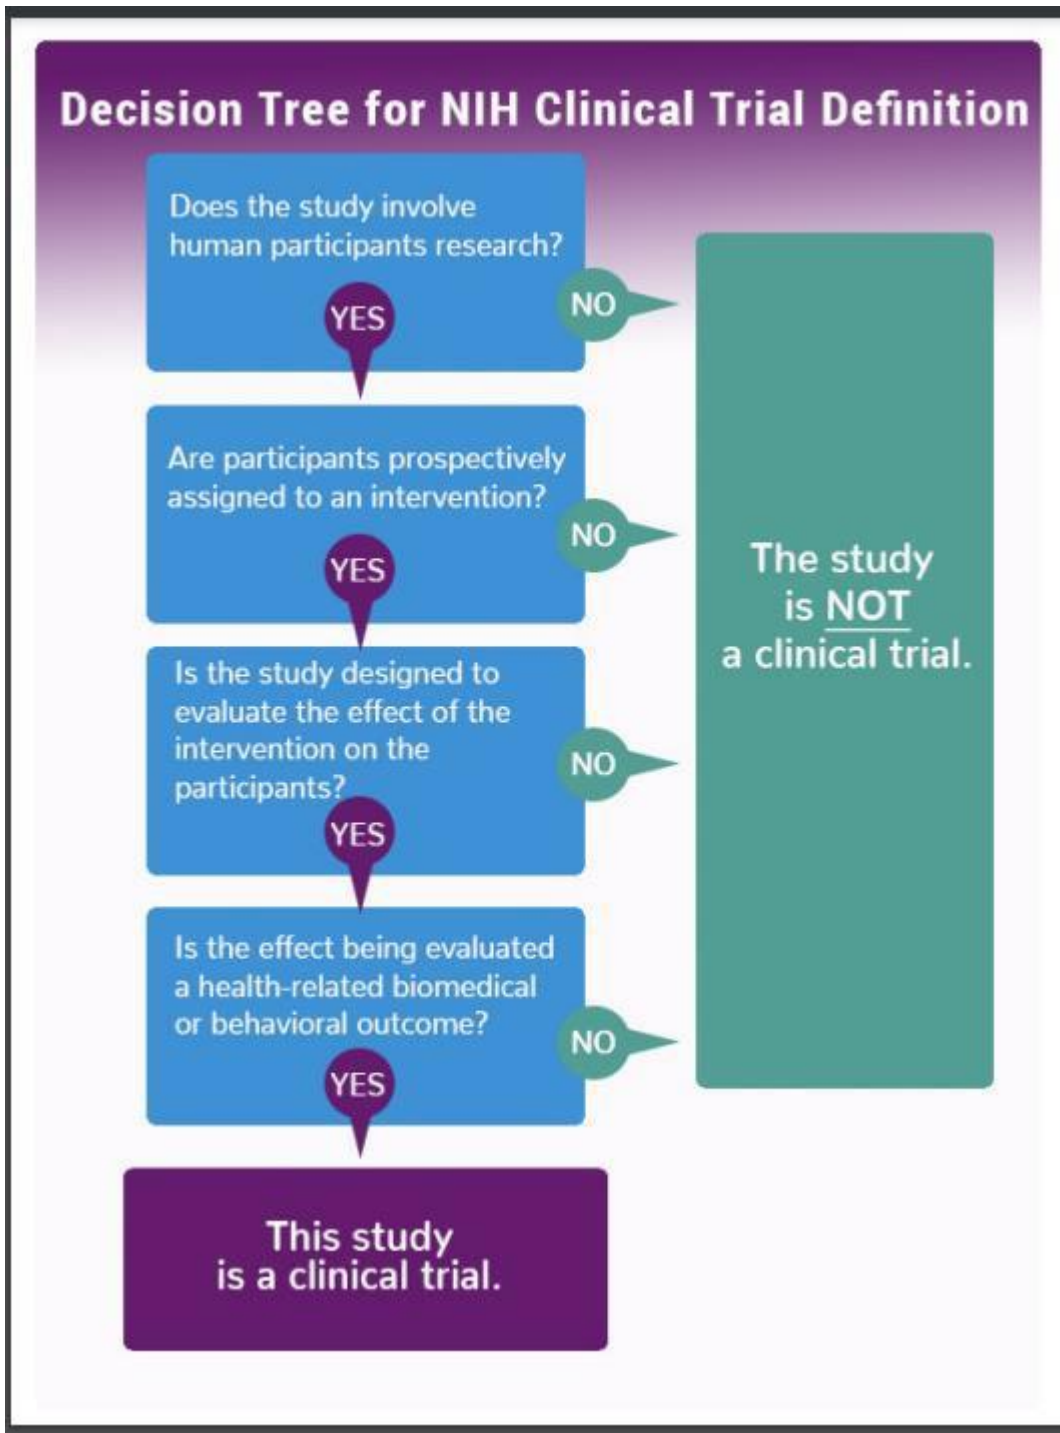 Decision Tree for NIH Clinical Trial Definition
Does the study involve
human participants research?
YES
NO
Are participants prospectively
assigned to an intervention?
YES
NO
Is the study designed to
evaluate the effect of the
intervention on the
participants?
YES
NO
Is the effect being evaluated
a health-related biomedical
or behavioral outcome?
YES
NO
The study
is NOT
a clinical trial.
This study
is a clinical trial.